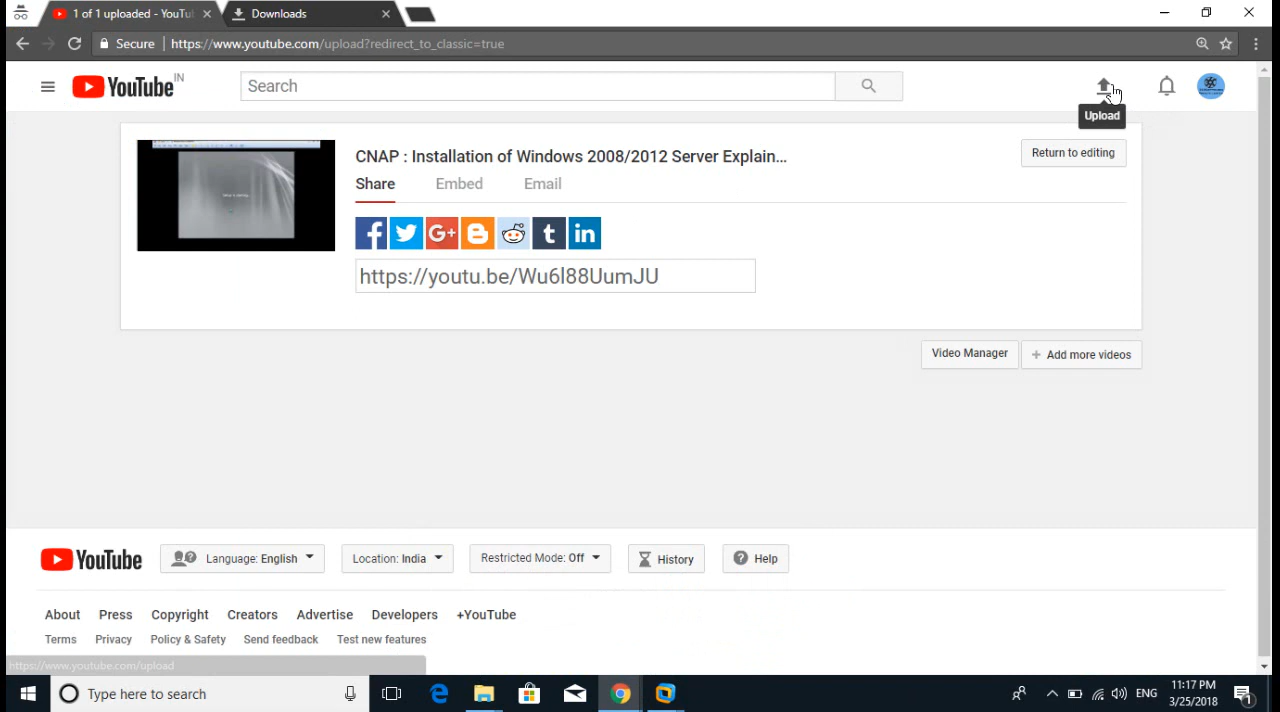 1 of 1 uploaded - YouTu
Downloads
Secure
https://www.youtube.com/upload?redirect_to_classic=true
YouTube IN
Search
Upload
CNAP : Installation of Windows 2008/2012 Server Explain...
Return to editing
Share Embed Email
f G+ t in
https://youtu.be/Wu6l88UumJU
Video Manager
+ Add more videos
YouTube
Language: English
Location: India
Restricted Mode: Off
History
Help
About Press Copyright Creators Advertise Developers +YouTube
Terms Privacy Policy & Safety Send feedback Test new features
https://www.youtube.com/upload
Type here to search
ENG
11:17 PM
3/25/2018
1